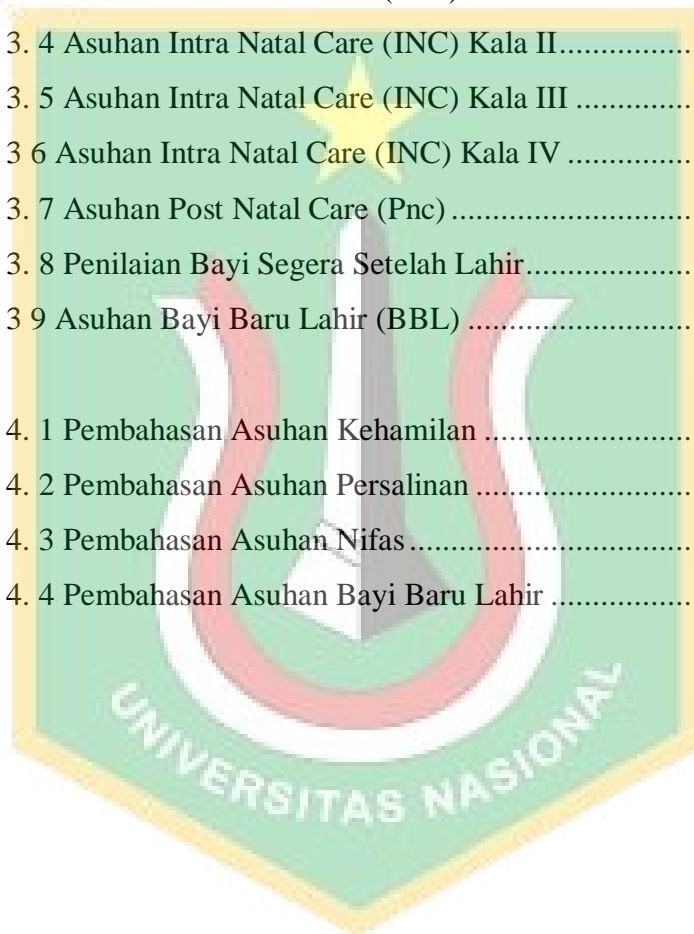 3. 4 Asuhan Intra Natal Care (INC) Kala II.................
3. 5 Asuhan Intra Natal Care (INC) Kala III ...............
3 6 Asuhan Intra Natal Care (INC) Kala IV ................
3. 7 Asuhan Post Natal Care (Pnc) ...............................
3. 8 Penilaian Bayi Segera Setelah Lahir.....................
3 9 Asuhan Bayi Baru Lahir (BBL) .............................
4. 1 Pembahasan Asuhan Kehamilan ...........................
4. 2 Pembahasan Asuhan Persalinan ............................
4. 3 Pembahasan Asuhan Nifas....................................
4. 4 Pembahasan Asuhan Bayi Baru Lahir ..................
UNIVERSITAS NASIONAL